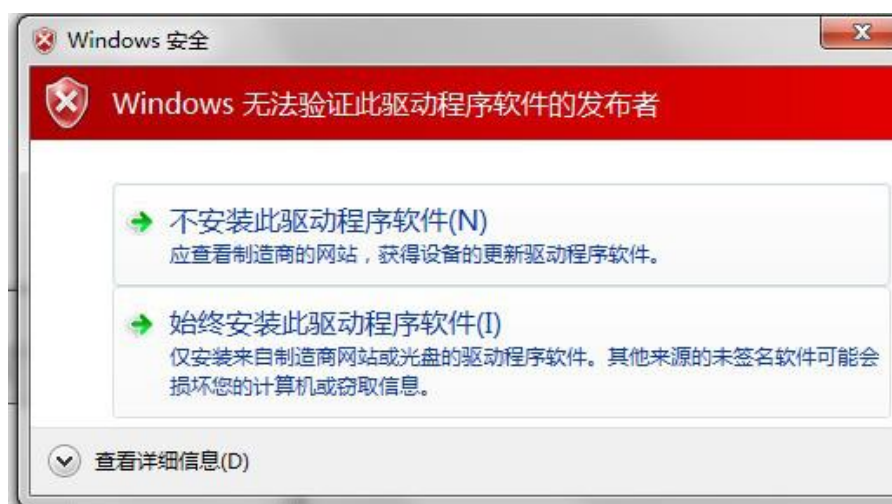 Windows 安全
Windows 无法验证此驱动程序软件的发布者
不安装此驱动程序软件(N)
应查看制造商的网站，获得设备的更新驱动程序软件。
始终安装此驱动程序软件(I)
仅安装来自制造商网站或光盘的驱动程序软件。其他来源的未签名软件可能会
损坏您的计算机或窃取信息。
查看详细信息(D)